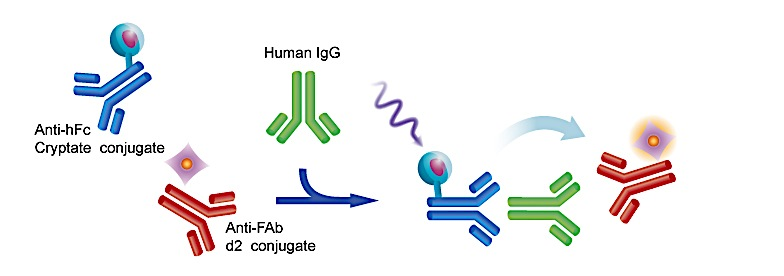 Human IgG
Anti-hFc
Cryptate conjugate
Anti-FAb
d2 conjugate